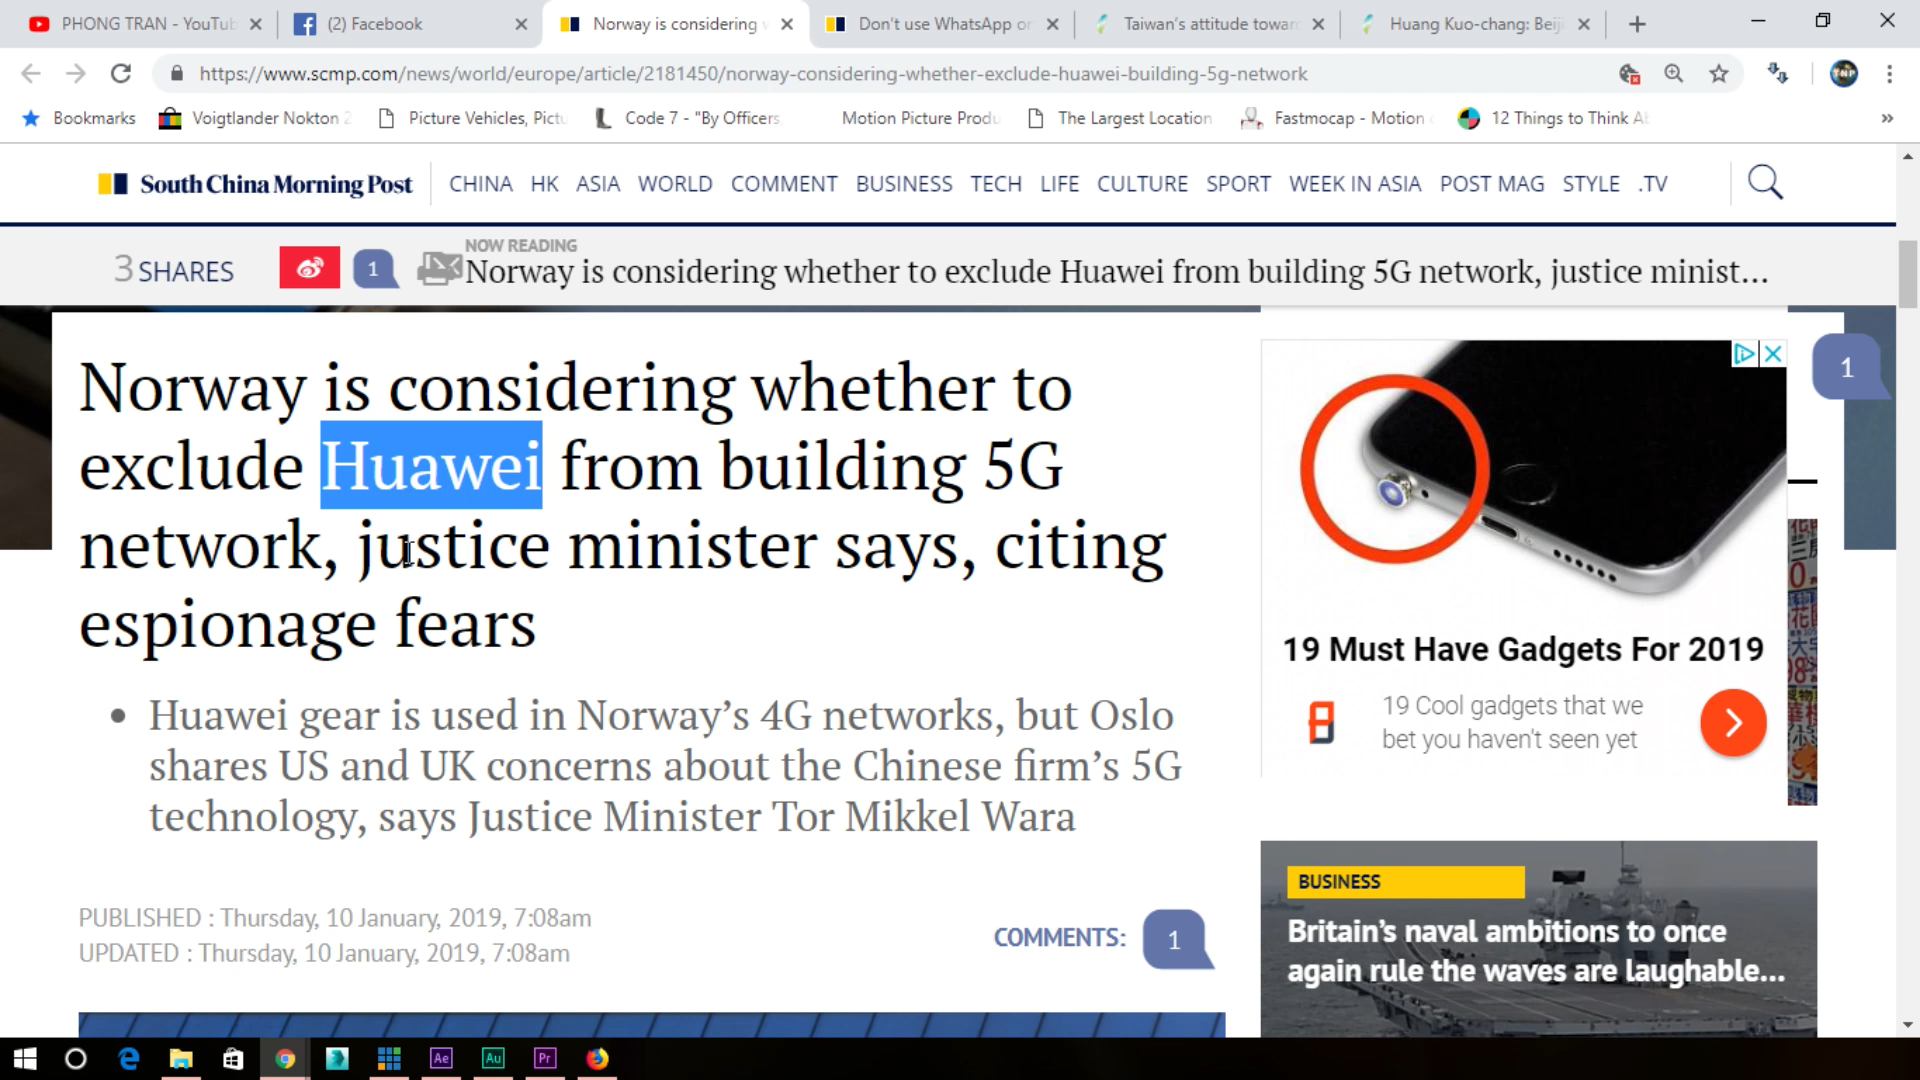 PHONG TRAN - YouTub
(2) Facebook
Norway is considering
Don't use WhatsApp or
Taiwan's attitude towar
Huang Kuo-chang: Beiji
https://www.scmp.com/news/world/europe/article/2181450/norway-considering-whether-exclude-huawei-building-5g-network
TNP
Bookmarks
Voigtlander Nokton 2
Picture Vehicles, Pictu
Code 7 - "By Officers
Motion Picture Produ
The Largest Location
Fastmocap - Motion
12 Things to Think A
»
South China Morning Post
CHINA HK ASIA WORLD COMMENT BUSINESS TECH LIFE CULTURE SPORT WEEK IN ASIA POST MAG STYLE .TV
3 SHARES
1
NOW READING
Norway is considering whether to exclude Huawei from building 5G network, justice minist...
Norway is considering whether to
exclude Huawei from building 5G
network, justice minister says, citing
espionage fears
• Huawei gear is used in Norway's 4G networks, but Oslo
shares US and UK concerns about the Chinese firm's 5G
technology, says Justice Minister Tor Mikkel Wara
PUBLISHED : Thursday, 10 January, 2019, 7:08am
UPDATED : Thursday, 10 January, 2019, 7:08am
COMMENTS: 1
1
19 Must Have Gadgets For 2019
19 Cool gadgets that we
bet you haven't seen yet
BUSINESS
Britain's naval ambitions to once
again rule the waves are laughable...
Ae
Au
Pr